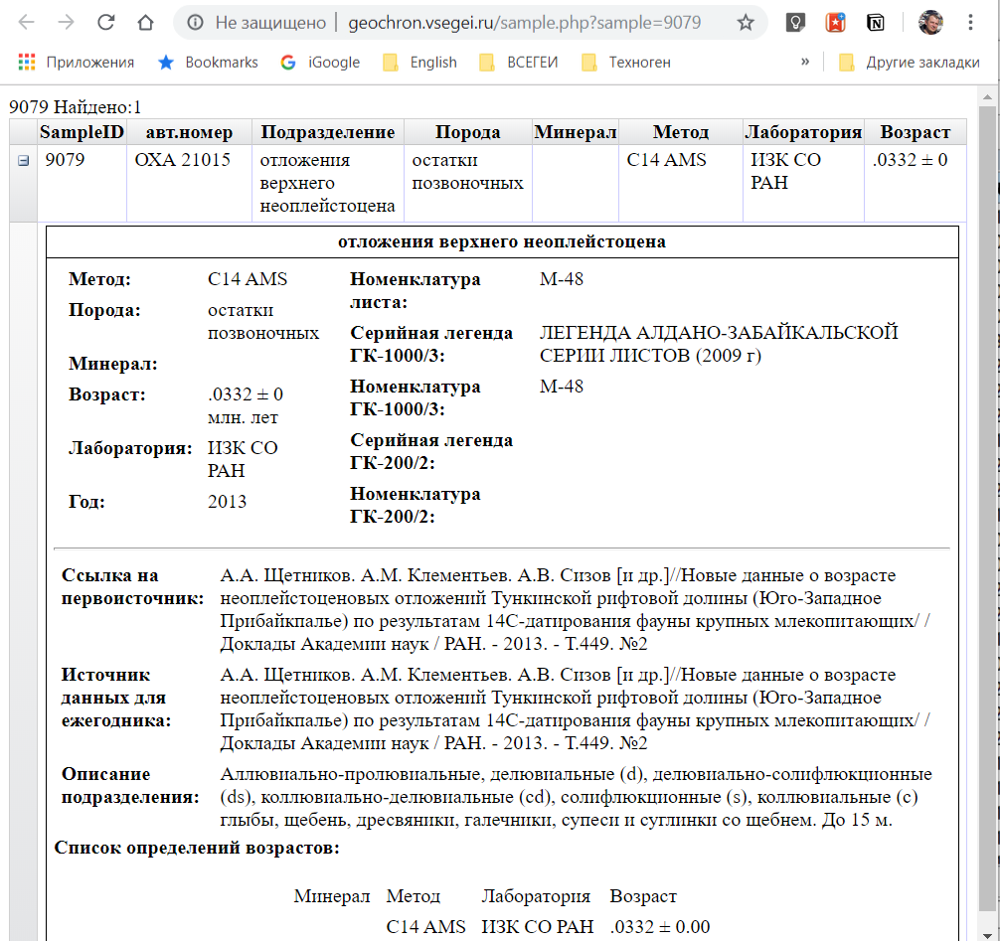 Не защищено | geochron.vsegei.ru/sample.php?sample=9079
Приложения Bookmarks iGoogle English ВСЕГЕИ Техноген » Другие закладки
9079 Найдено:1
SampleID авт.номер Подразделение Порода Минерал Метод Лаборатория Возраст
9079 OXA 21015 отложения остатки C14 AMS ИЗК СО .0332 ± 0
верхнего позвоночных РАН
неоплейстоцена
отложения верхнего неоплейстоцена
Метод: C14 AMS Номенклатура M-48
листа:
Порода: остатки
позвоночных Серийная легенда ЛЕГЕНДА АЛДАНО-ЗАБАЙКАЛЬСКОЙ
ГК-1000/3: СЕРИИ ЛИСТОВ (2009 г)
Минерал:
Возраст: .0332 ± 0 Номенклатура M-48
млн. лет ГК-1000/3:
Лаборатория: ИЗК СО Серийная легенда
РАН ГК-200/2:
Год: 2013 Номенклатура
ГК-200/2:
Ссылка на А.А. Щетников. А.М. Клементьев. А.В. Сизов [и др.]//Новые данные о возрасте
первоисточник: неоплейстоценовых отложений Тункинской рифтовой долины (Юго-Западное
Прибайкпалье) по результатам 14С-датирования фауны крупных млекопитающих/ /
Доклады Академии наук / РАН. - 2013. - Т.449. №2
Источник А.А. Щетников. А.М. Клементьев. А.В. Сизов [и др.]//Новые данные о возрасте
данных для неоплейстоценовых отложений Тункинской рифтовой долины (Юго-Западное
ежегодника: Прибайкпалье) по результатам 14С-датирования фауны крупных млекопитающих/ /
Доклады Академии наук / РАН. - 2013. - Т.449. №2
Описание Аллювиально-пролювиальные, делювиальные (d), делювиально-солифлюкционные
подразделения: (ds), коллювиально-делювиальные (cd), солифлюкционные (s), коллювиальные (c)
глыбы, щебень, дресвяники, галечники, супеси и суглинки со щебнем. До 15 м.
Список определений возрастов:
Минерал Метод Лаборатория Возраст
C14 AMS ИЗК СО РАН .0332 ± 0.00